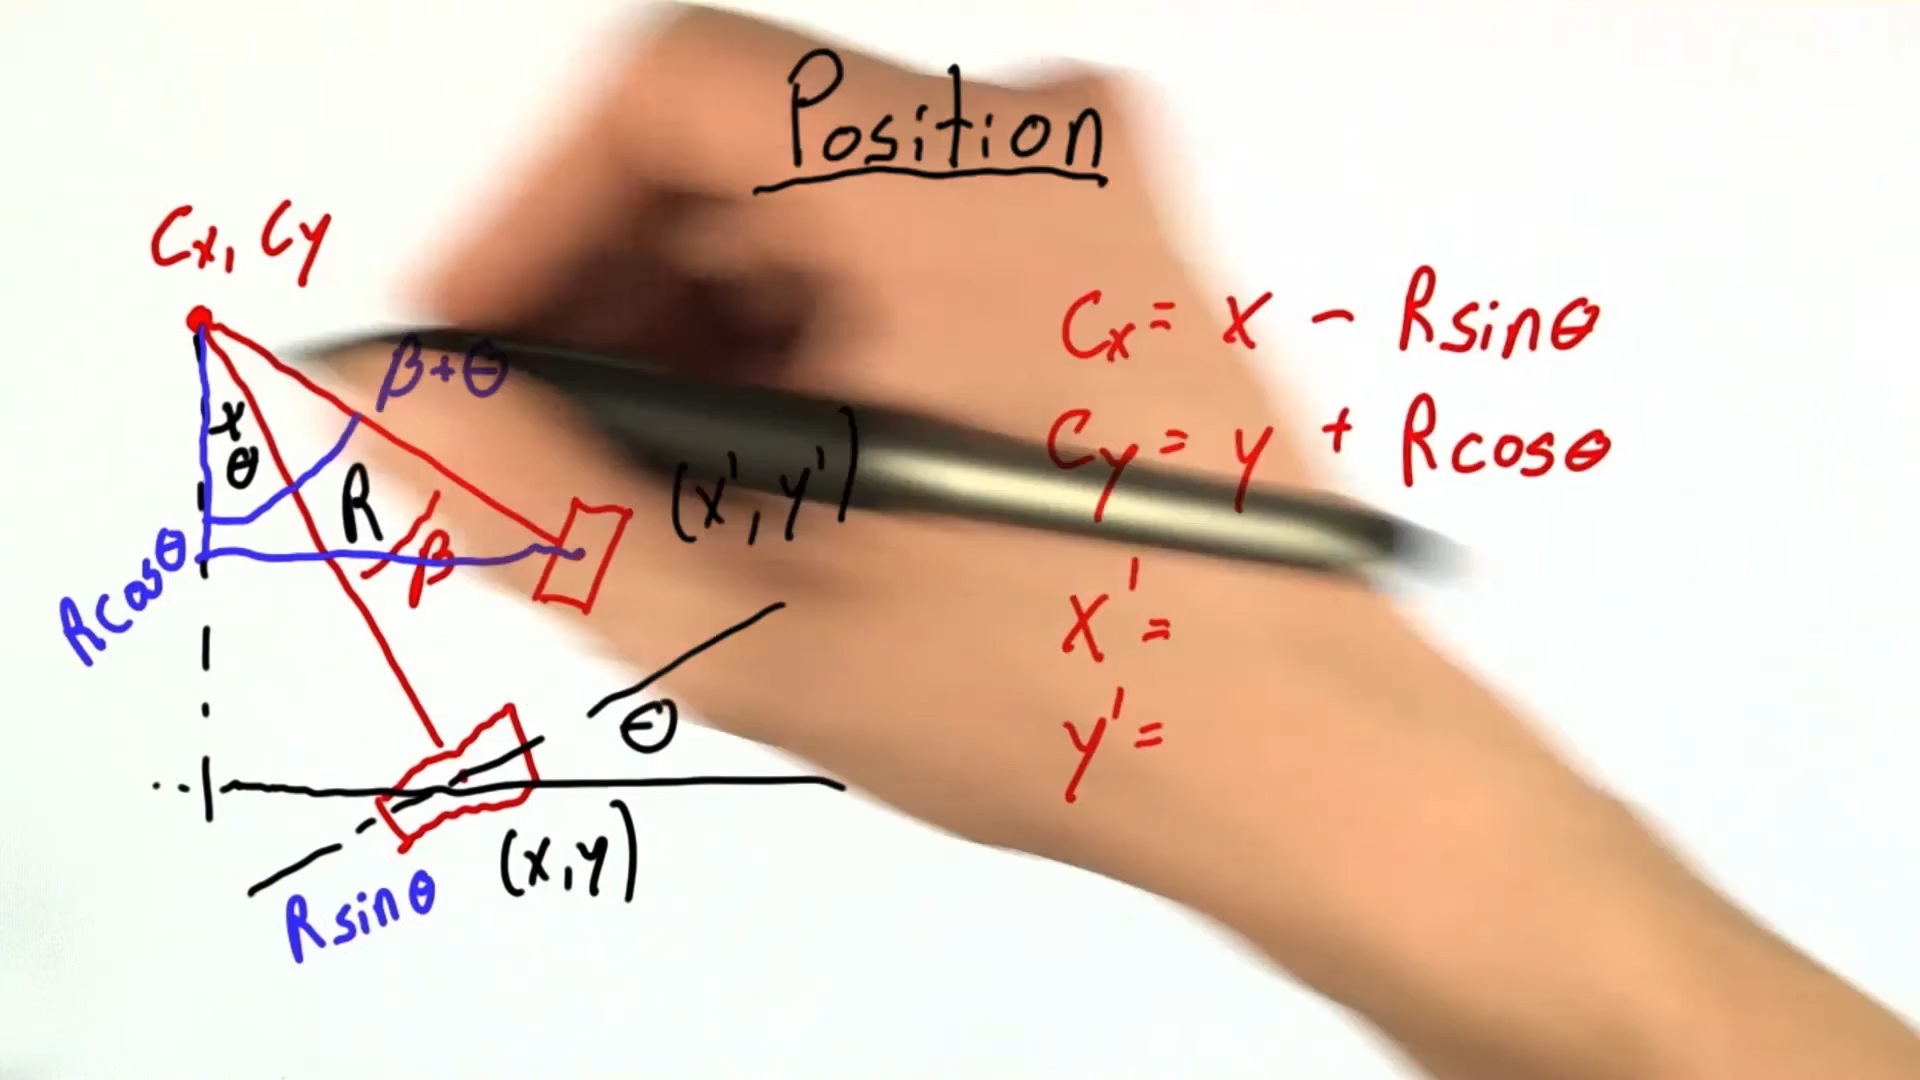 Position
Cx, Cy
Cx = x - Rsinθ
β+θ
Cy = y + Rcosθ
x
θ
R
(x', y')
β
Rcosθ
x' =
θ
y' =
(x,y)
Rsinθ